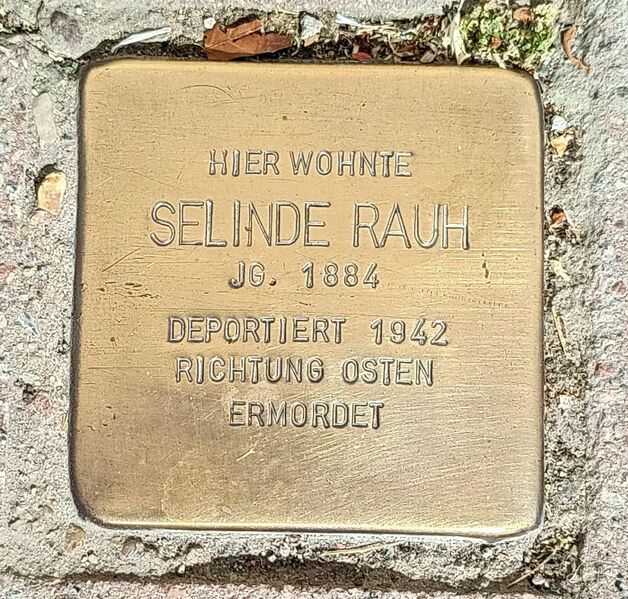 HIER WOHNTE
SELINDE RAUH
JG. 1884
DEPORTIERT 1942
RICHTUNG OSTEN
ERMORDET